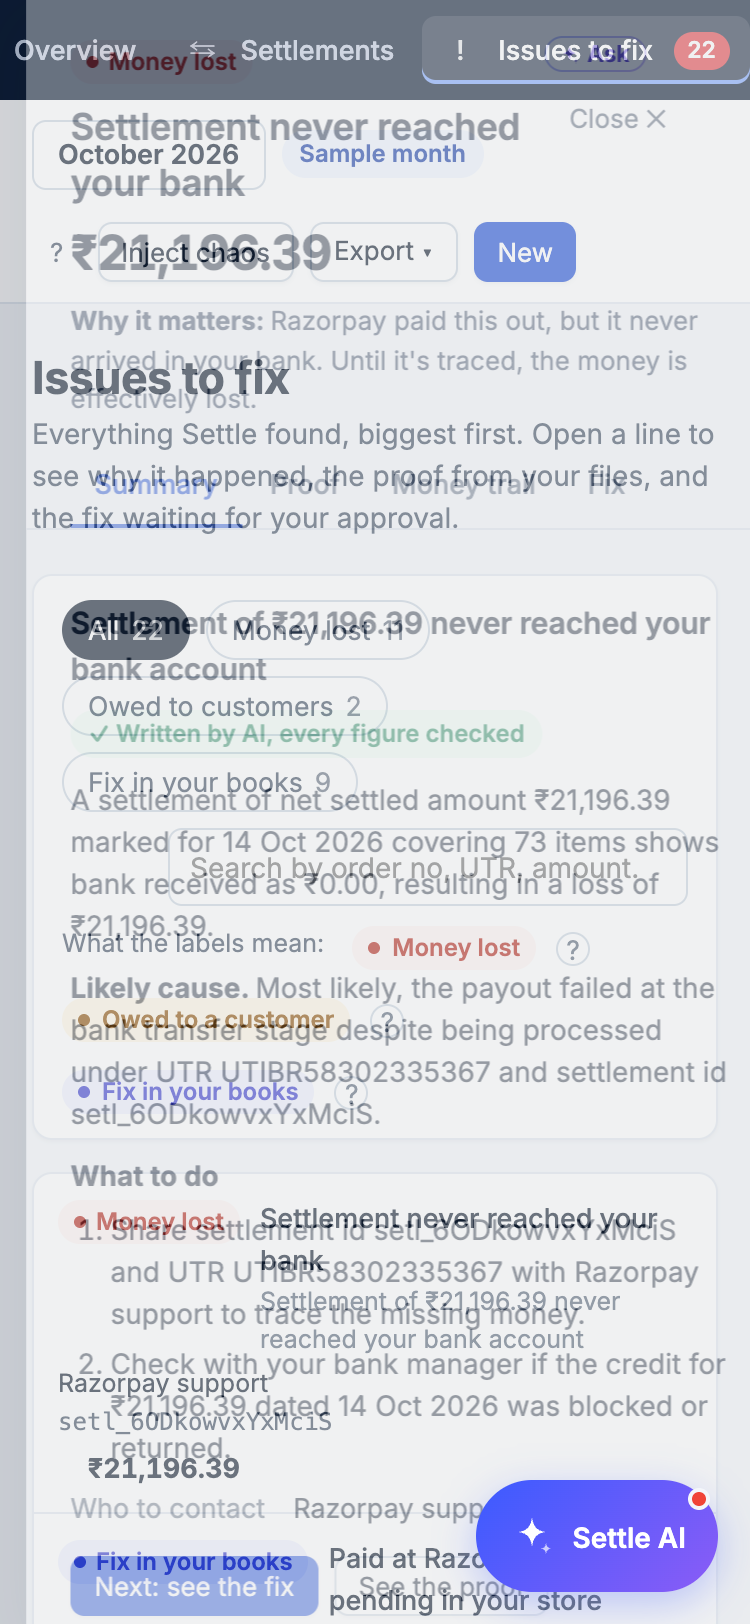 Overview ⇆ Settlements ! Issues to fix 22
Money lost Ask
Close ✕
Settlement never reached
your bank
October 2026 Sample month
₹21,196.39
? Inject chaos Export ▾ New
Why it matters: Razorpay paid this out, but it never
arrived in your bank. Until it's traced, the money is
effectively lost.
Issues to fix
Everything Settle found, biggest first. Open a line to
see why it happened, the proof from your files, and
the fix waiting for your approval.
Summary Proof Money trail Fix
Settlement of ₹21,196.39 never reached your
bank account
All 22 Money lost 11
Owed to customers 2
✓ Written by AI, every figure checked
Fix in your books 9
A settlement of net settled amount ₹21,196.39
marked for 14 Oct 2026 covering 73 items shows
bank received as ₹0.00, resulting in a loss of
₹21,196.39.
Search by order no, UTR, amount.
What the labels mean: Money lost ?
Owed to a customer ?
Fix in your books ?
Likely cause. Most likely, the payout failed at the
bank transfer stage despite being processed
under UTR UTIBR58302335367 and settlement id
setl_6ODkowvxYxMciS.
What to do
1. Share settlement id setl_6ODkowvxYxMciS
and UTR UTIBR58302335367 with Razorpay
support to trace the missing money.
2. Check with your bank manager if the credit for
₹21,196.39 dated 14 Oct 2026 was blocked or
returned.
Money lost Settlement never reached your
bank
Settlement of ₹21,196.39 never
reached your bank account
Razorpay support
setl_6ODkowvxYxMciS
₹21,196.39
Who to contact Razorpay
Settle AI
Fix in your books
pending in your store
Paid at
Next: see the fix See the proof